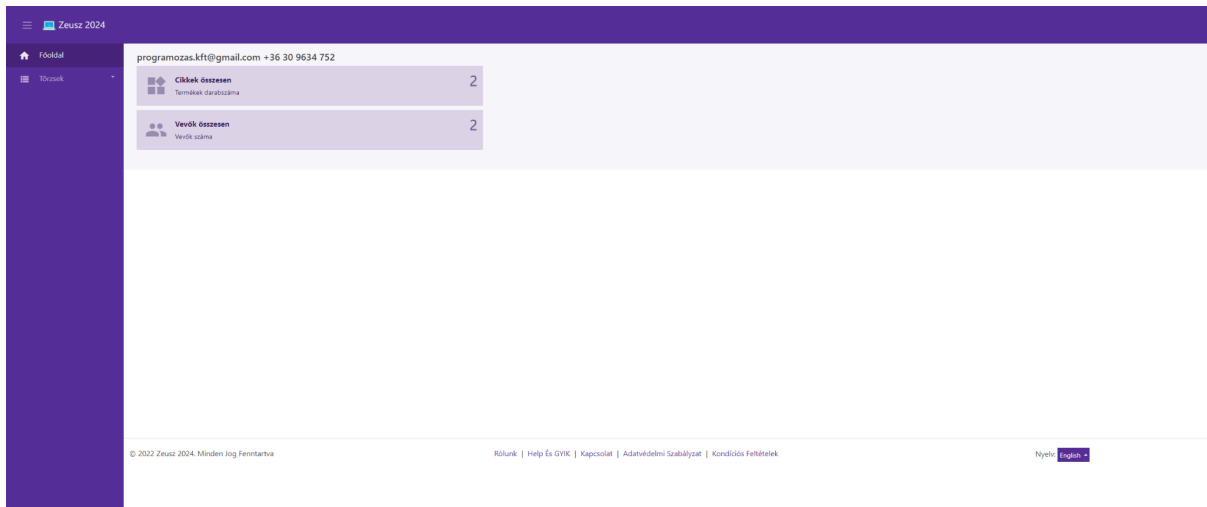 Zeusz 2024
Főoldal
Törzsek
programozas.kft@gmail.com +36 30 9634 752
Cikkek összesen 2
Termékek darabszáma
Vevők összesen 2
Vevők száma
© 2022 Zeusz 2024. Minden Jog Fenntartva
Rólunk | Help És GYIK | Kapcsolat | Adatvédelmi Szabályzat | Kondíciós Feltételek
Nyelv: English